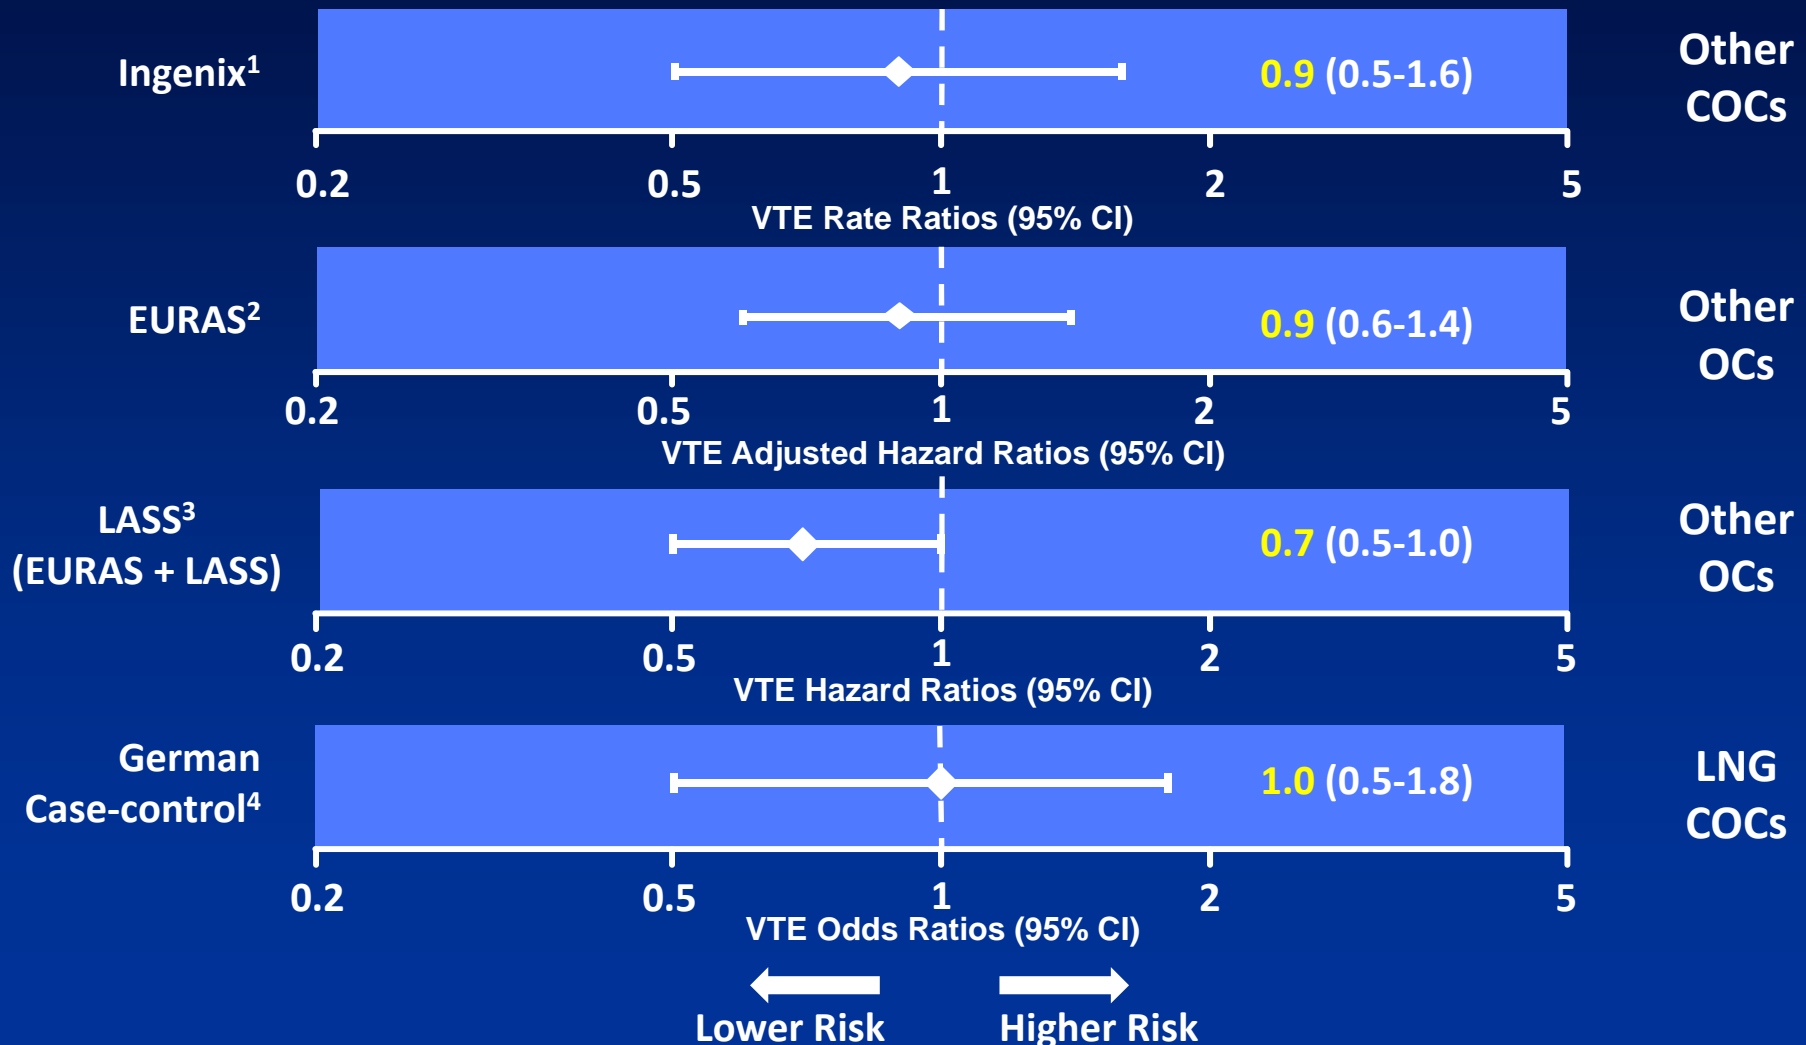 Ingenix1
0.9 (0.5-1.6)
Other
COCs
0.2 0.5 1 2 5
VTE Rate Ratios (95% CI)
EURAS2
0.9 (0.6-1.4)
Other
OCs
0.2 0.5 1 2 5
VTE Adjusted Hazard Ratios (95% CI)
LASS3
(EURAS + LASS)
0.7 (0.5-1.0)
Other
OCs
0.2 0.5 1 2 5
VTE Hazard Ratios (95% CI)
German
Case-control4
1.0 (0.5-1.8)
LNG
COCs
0.2 0.5 1 2 5
VTE Odds Ratios (95% CI)
Lower Risk Higher Risk